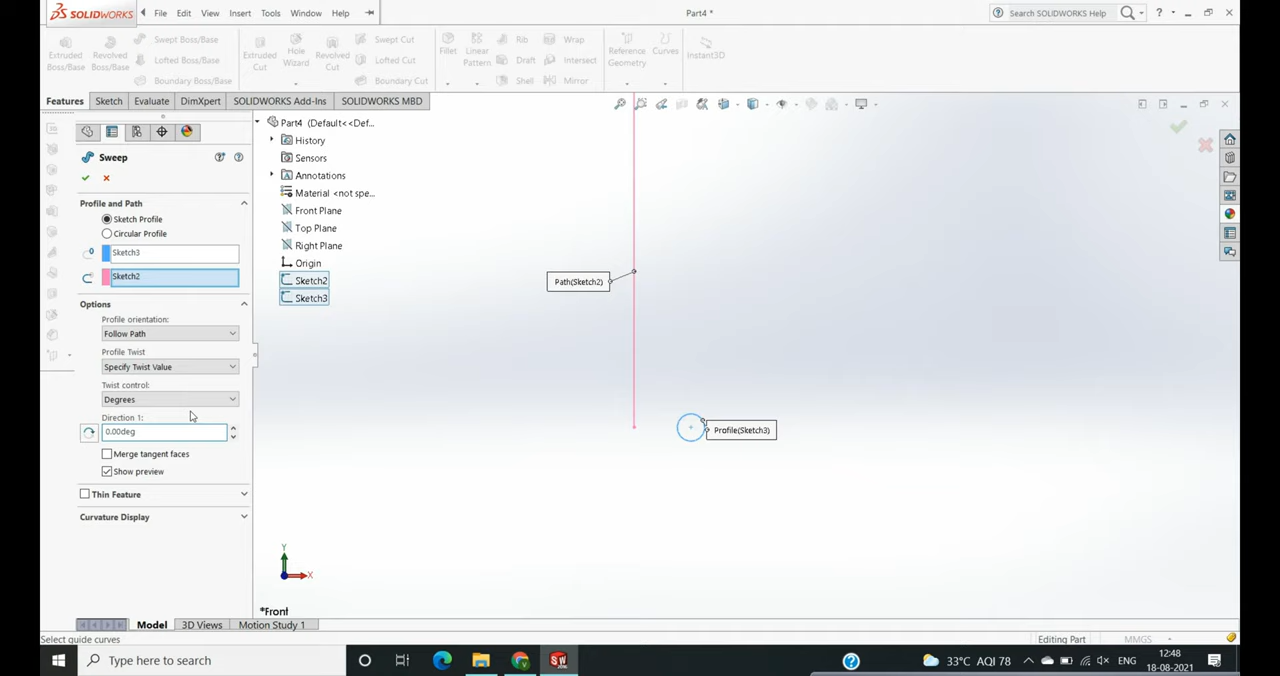 SOLIDWORKS File Edit View Insert Tools Window Help Part4 * Search SOLIDWORKS Help ?
Extruded Boss/Base
Revolved Boss/Base
Swept Boss/Base
Lofted Boss/Base
Boundary Boss/Base
Extruded Cut
Hole Wizard
Revolved Cut
Swept Cut
Lofted Cut
Boundary Cut
Fillet
Linear Pattern
Rib
Draft
Shell
Wrap
Intersect
Mirror
Reference Geometry
Curves
Instant3D
Features Sketch Evaluate DimXpert SOLIDWORKS Add-Ins SOLIDWORKS MBD
Sweep
Profile and Path
Sketch Profile
Circular Profile
Sketch3
Sketch2
Options
Profile orientation:
Follow Path
Profile Twist
Specify Twist Value
Twist control:
Degrees
Direction 1:
0.00deg
Merge tangent faces
Show preview
Thin Feature
Curvature Display
Part4 (Default<<Def...
History
Sensors
Annotations
Material <not spe...
Front Plane
Top Plane
Right Plane
Origin
Sketch2
Sketch3
Path(Sketch2)
Profile(Sketch3)
Y
X
*Front
Model 3D Views Motion Study 1
Select guide curves Editing Part MMGS
Type here to search
33°C AQI 78 ENG
12:48
18-08-2021